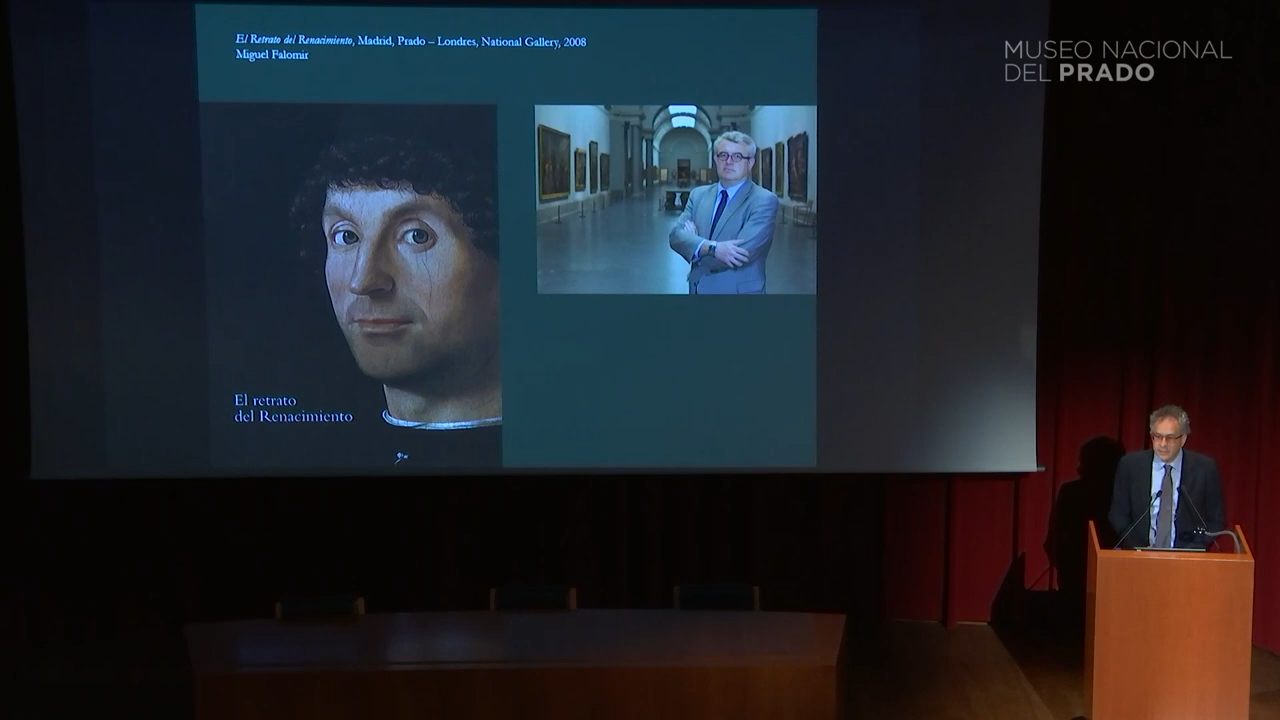 El Retrato del Renacimiento, Madrid, Prado – Londres, National Gallery, 2008
Miguel Falomir
MUSEO NACIONAL
DEL PRADO
El retrato
del Renacimiento